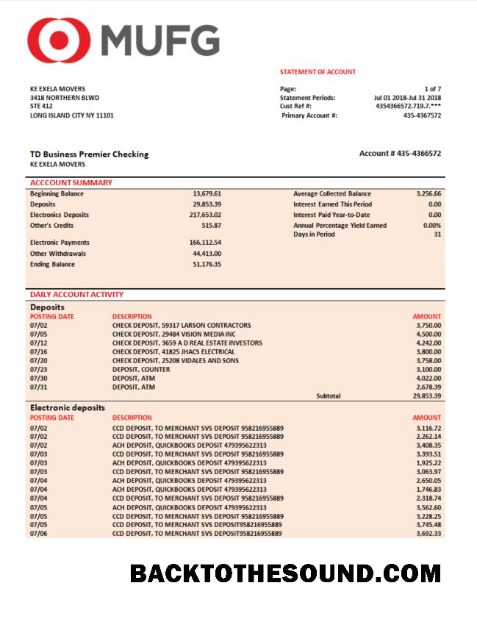 MUFG
STATEMENT OF ACCOUNT
KE EXELA MOVERS
3418 NORTHERN BLWD
STE 412
LONG ISLAND CITY NY 11101
Page: 1 of 7
Statement Periods: Jul 01 2018-Jul 31 2018
Cust Ref #: 4354366572.719.7.***
Primary Account #: 435-4367572
TD Business Premier Checking
KE EXELA MOVERS
Account # 435-4366572
ACCCOUNT SUMMARY
Beginning Balance 13,679.61 Average Collected Balance 3,256.66
Deposits 29,853.39 Interest Earned This Period 0.00
Electronics Deposits 217,653.02 Interest Paid Year-to-Date 0.00
Other's Credits 515.87 Annual Percentage Yield Earned 0.00%
Days in Period 31
Electronic Payments 166,112.54
Other Withdrawals 44,413.00
Ending Balance 51,176.35
DAILY ACCOUNT ACTIVITY
Deposits
POSTING DATE DESCRIPTION AMOUNT
07/02 CHECK DEPOSIT, 59317 LARSON CONTRACTORS 3,750.00
07/05 CHECK DEPOSIT, 29484 VISION MEDIA INC 4,500.00
07/12 CHECK DEPOSIT, 3659 A D REAL ESTATE INVESTORS 4,242.00
07/16 CHECK DEPOSIT, 41825 JHACS ELECTRICAL 3,800.00
07/20 CHECK DEPOSIT, 25208 VIDALES AND SONS 3,758.00
07/23 DEPOSIT, COUNTER 3,100.00
07/30 DEPOSIT, ATM 4,022.00
07/31 DEPOSIT, ATM 2,678.39
Subtotal 29,853.39
Electronic deposits
POSTING DATE DESCRIPTION AMOUNT
07/02 CCD DEPOSIT, TO MERCHANT SVS DEPOSIT 958216955889 3,116.72
07/02 CCD DEPOSIT, TO MERCHANT SVS DEPOSIT 958216955889 2,262.14
07/02 ACH DEPOSIT, QUICKBOOKS DEPOSIT 479395622313 3,408.35
07/03 CCD DEPOSIT, TO MERCHANT SVS DEPOSIT 958216955889 3,393.51
07/03 ACH DEPOSIT, QUICKBOOKS DEPOSIT 479395622313 1,925.22
07/03 CCD DEPOSIT, TO MERCHANT SVS DEPOSIT 958216955889 3,063.97
07/04 ACH DEPOSIT, QUICKBOOKS DEPOSIT 479395622313 2,650.05
07/04 ACH DEPOSIT, QUICKBOOKS DEPOSIT 479395622313 1,746.83
07/04 CCD DEPOSIT, TO MERCHANT SVS DEPOSIT 958216955889 2,318.74
07/05 ACH DEPOSIT, QUICKBOOKS DEPOSIT 479395622313 3,562.60
07/05 CCD DEPOSIT, TO MERCHANT SVS DEPOSIT958216955889 3,228.25
07/05 CCD DEPOSIT, TO MERCHANT SVS DEPOSIT958216955889 3,745.48
07/06 CCD DEPOSIT, TO MERCHANT SVS DEPOSIT958216955889 3,692.33
BACKTOTHESOUND.COM